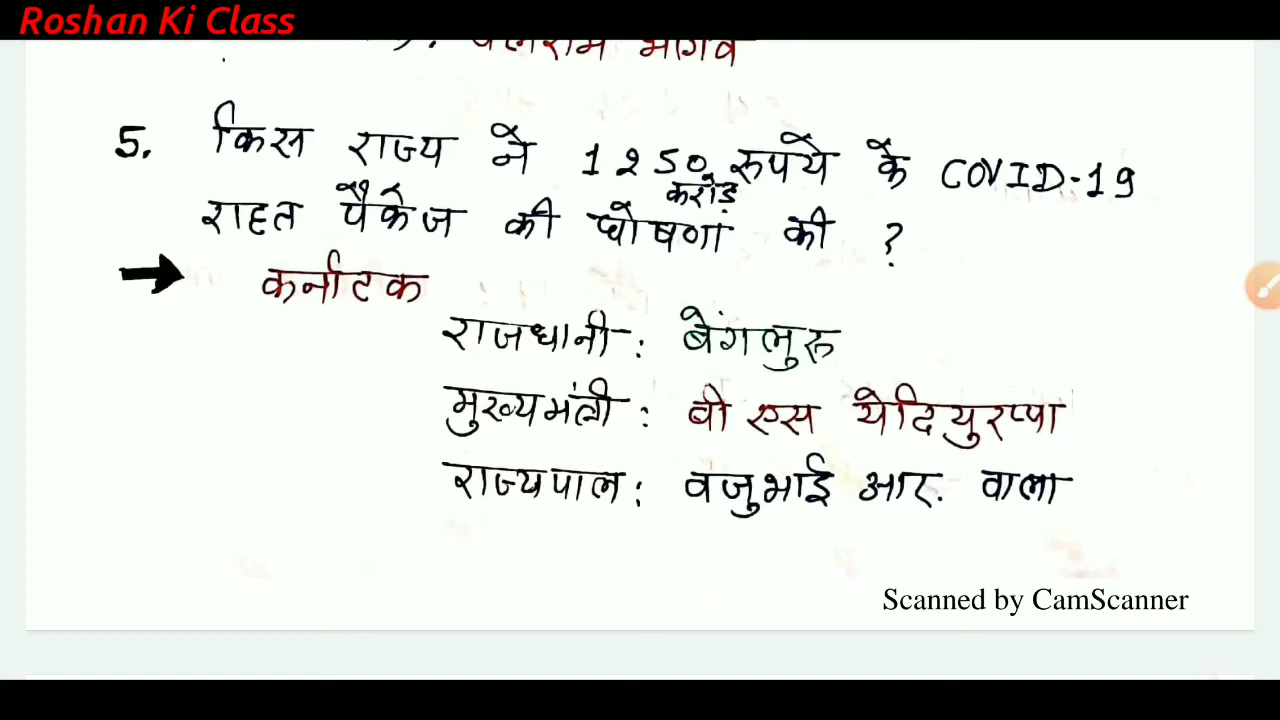 Roshan Ki Class
5. किस राज्य ने 1250 रुपये के COVID-19
करोड़
राहत पैकेज की घोषणा की ?
→ कर्नाटक
राजधानी : बेंगलुरु
मुख्यमंत्री : बी एस येदियुरप्पा
राज्यपाल : वजुभाई आर. वाला
Scanned by CamScanner